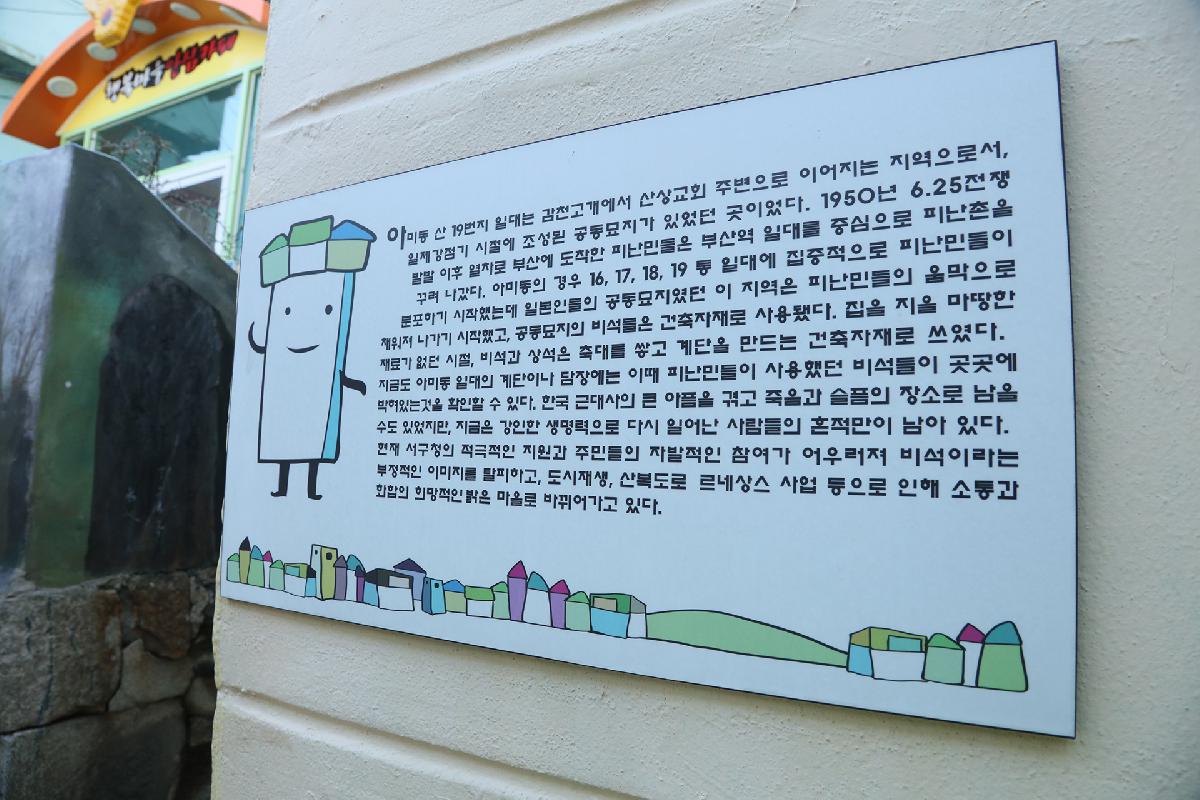 행복마을
아미동 산 19번지 일대는 감천고개에서 산상교회 주변으로 이어지는 지역으로서,
일제강점기 시절에 조성된 공동묘지가 있었던 곳이었다. 1950년 6.25전쟁
발발 이후 열차로 부산에 도착한 피난민들은 부산역 일대를 중심으로 피난촌을
꾸려 나갔다. 아미동의 경우 16, 17, 18, 19 통 일대에 집중적으로 피난민들이
분포하기 시작했는데 일본인들의 공동묘지였던 이 지역은 피난민들의 움막으로
채워져 나가기 시작했고, 공동묘지의 비석들은 건축자재로 사용됐다. 집을 지을 마땅한
재료가 없던 시절, 비석과 상석은 축대를 쌓고 계단을 만드는 건축자재로 쓰였다.
지금도 아미동 일대의 계단이나 담장에는 이때 피난민들이 사용했던 비석들이 곳곳에
박혀있는것을 확인할 수 있다. 한국 근대사의 큰 아픔을 겪고 죽음과 슬픔의 장소로 남을
수도 있었지만, 지금은 강인한 생명력으로 다시 일어난 사람들의 흔적만이 남아 있다.
현재 서구청의 적극적인 지원과 주민들의 자발적인 참여가 어우러져 비석이라는
부정적인 이미지를 탈피하고, 도시재생, 산복도로 르네상스 사업 등으로 인해 소통과
화합의 희망적인 밝은 마을로 바뀌어가고 있다.